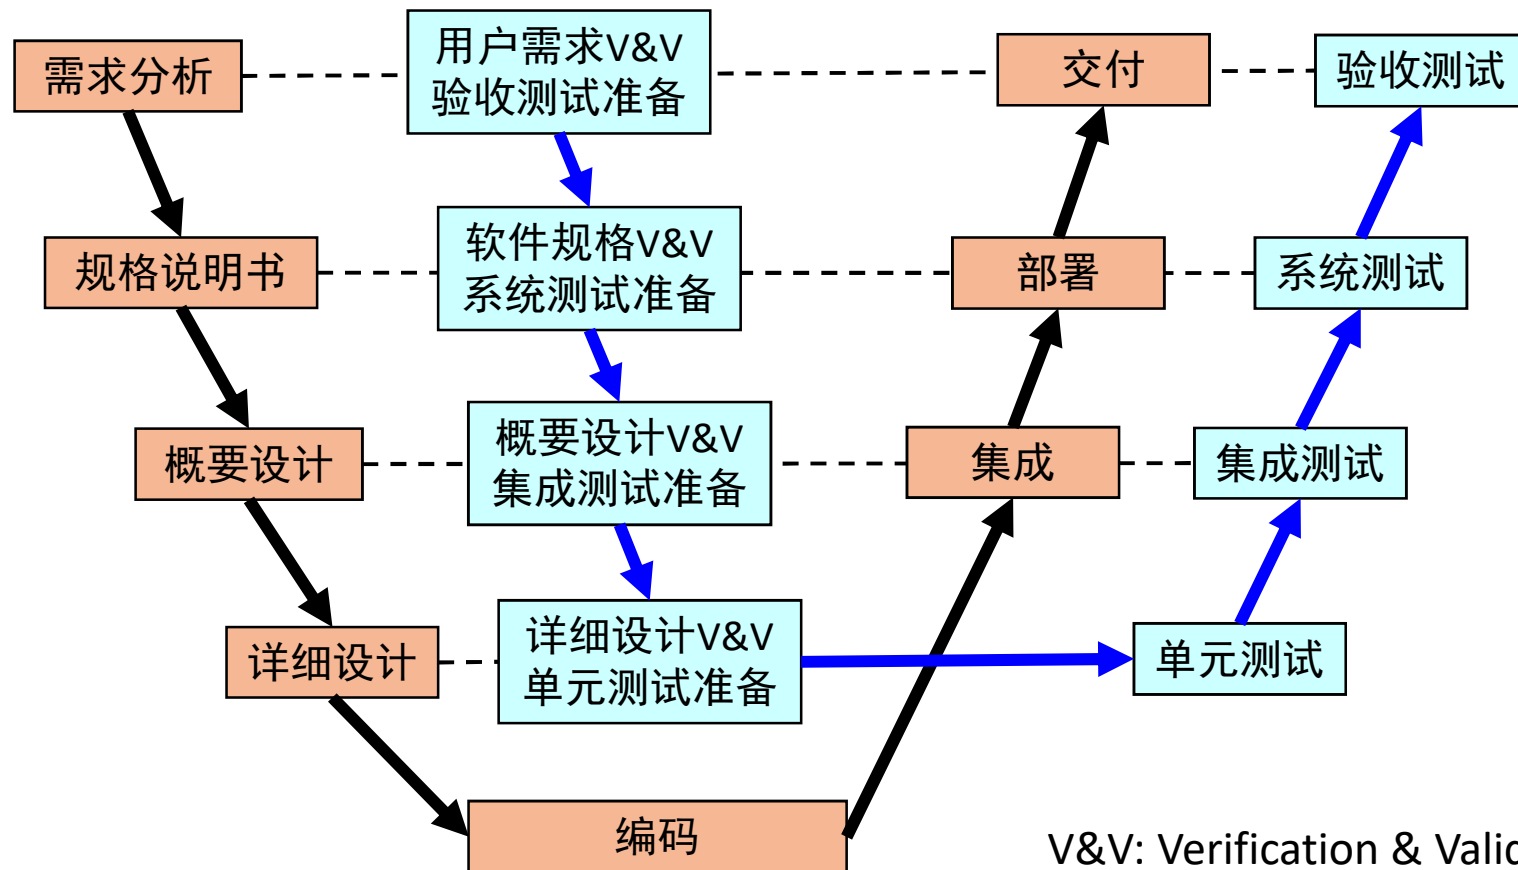 需求分析
用户需求V&V
验收测试准备
交付
验收测试
规格说明书
软件规格V&V
系统测试准备
部署
系统测试
概要设计
概要设计V&V
集成测试准备
集成
集成测试
详细设计
详细设计V&V
单元测试准备
单元测试
编码
V&V: Verification &